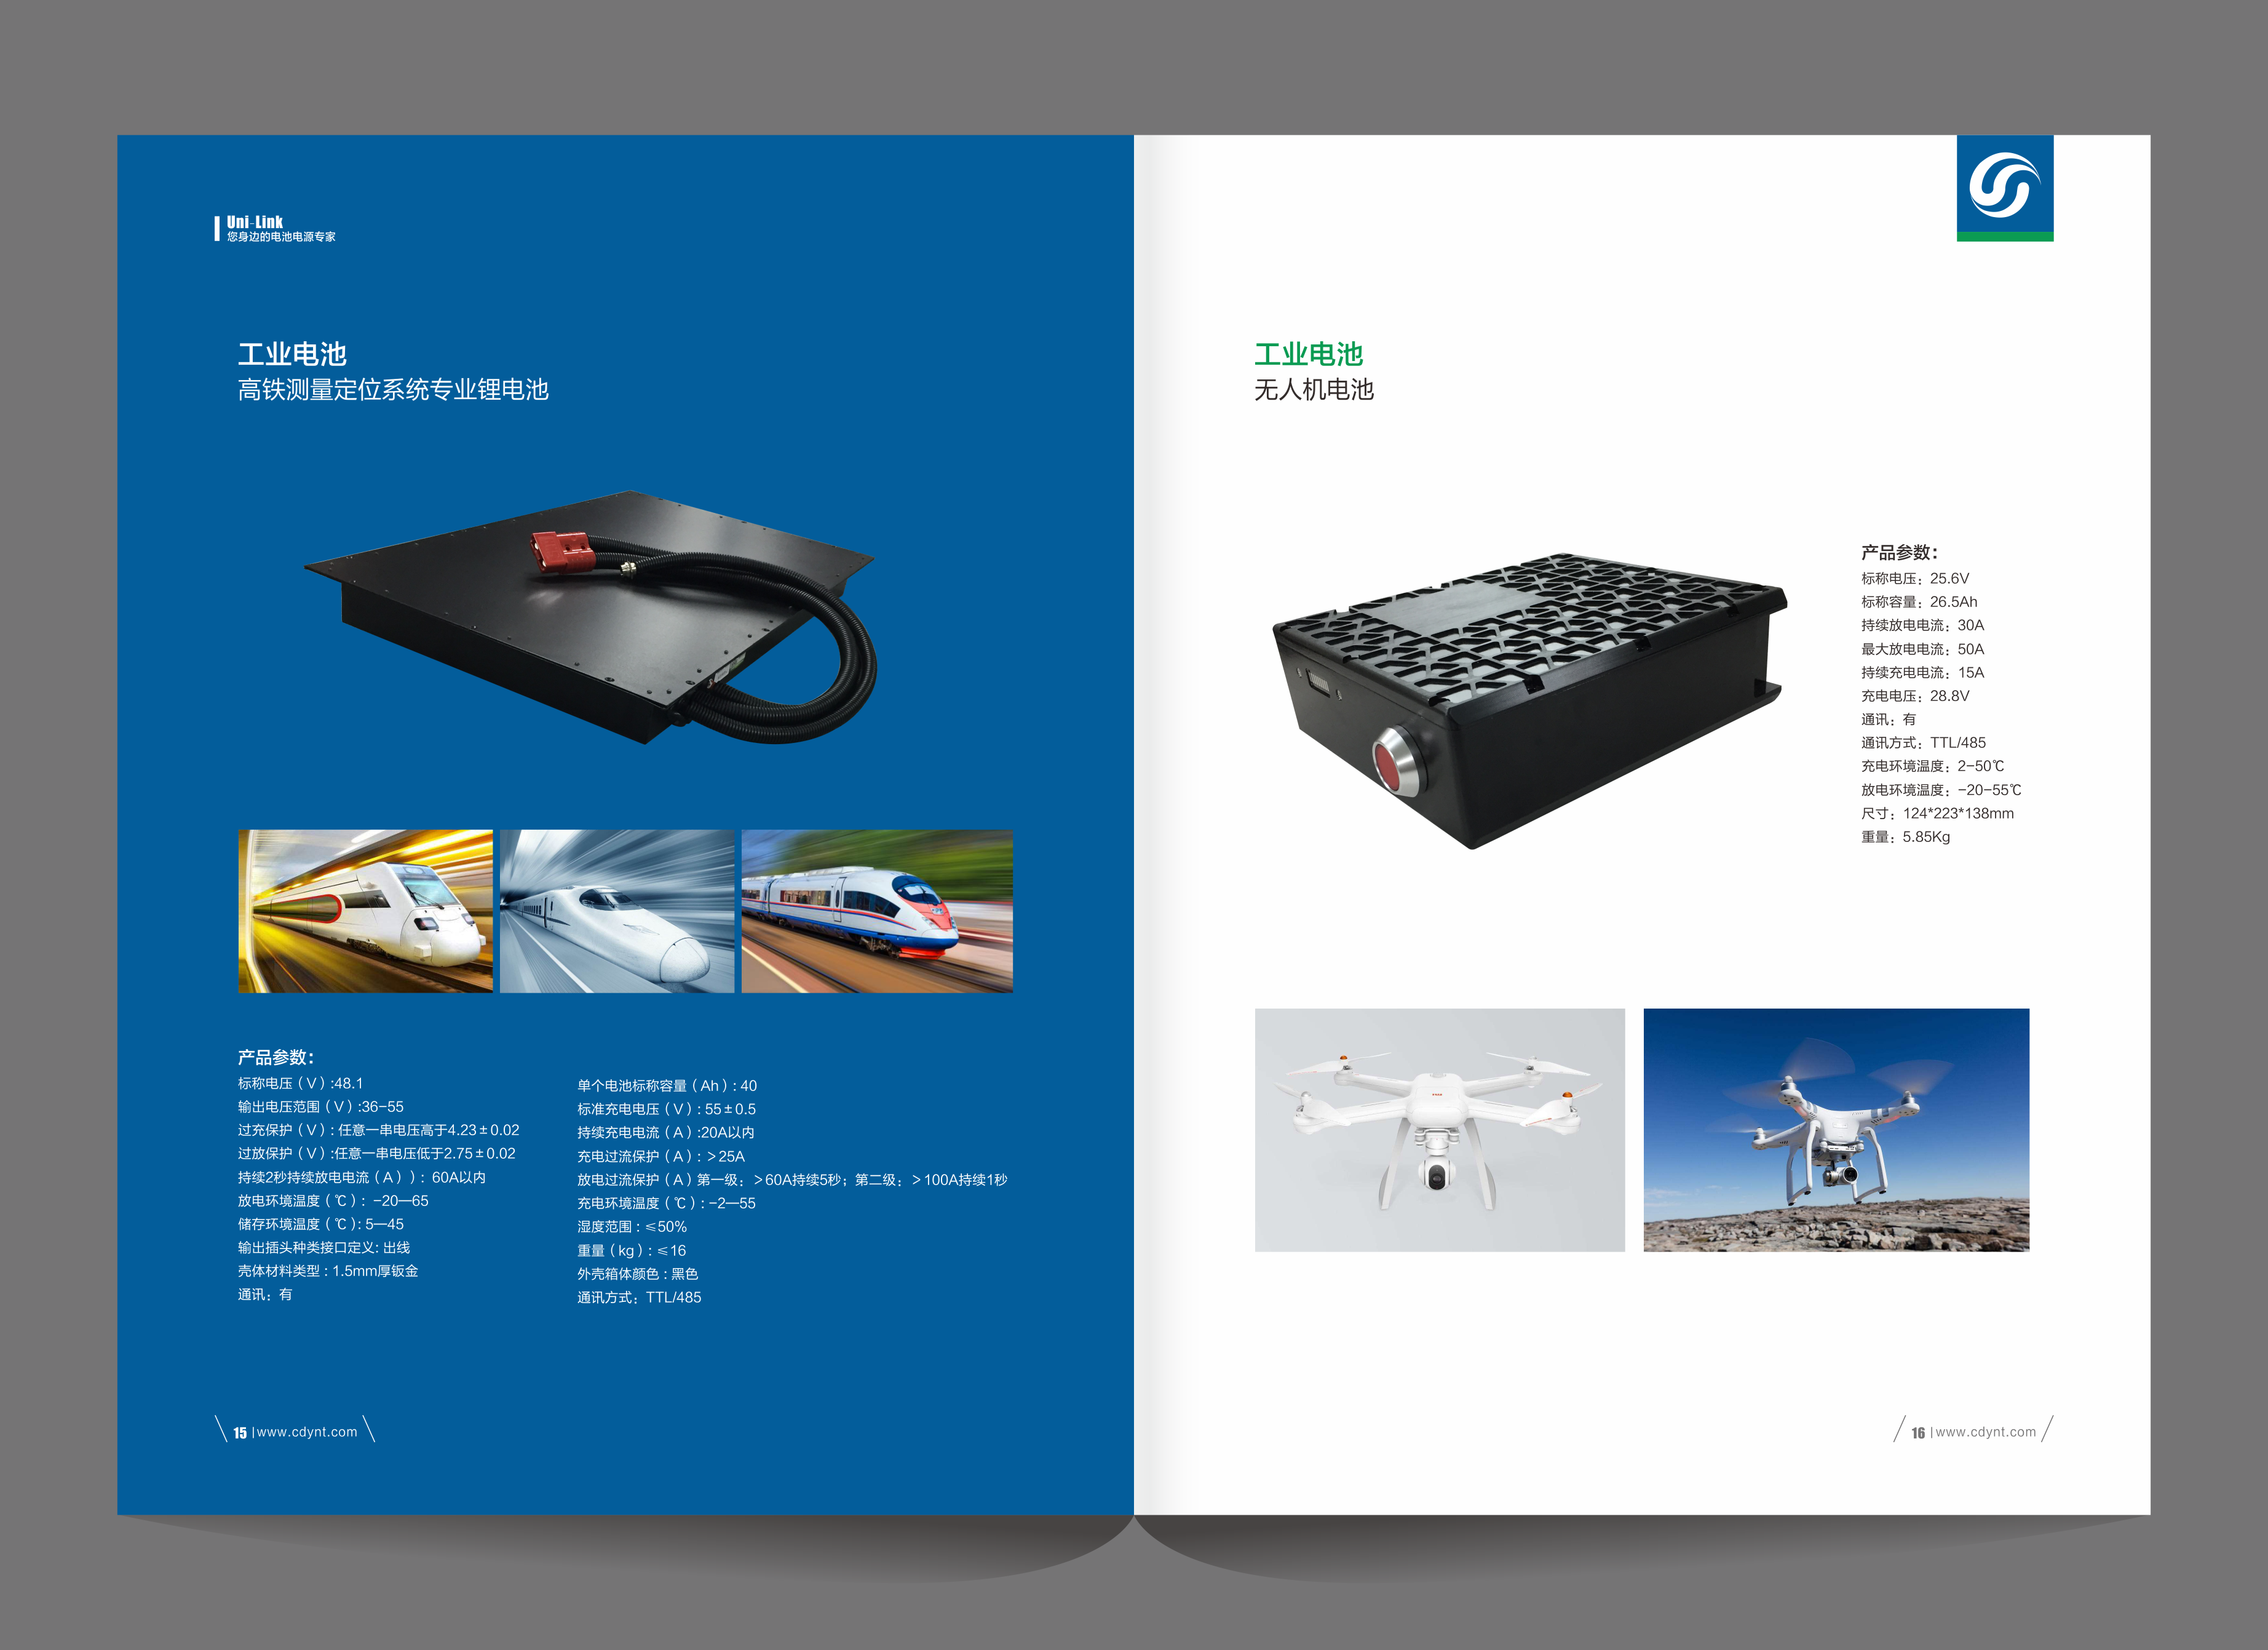 Uni-Link
您身边的电池电源专家
工业电池
高铁测量定位系统专业锂电池
产品参数：
标称电压（V）:48.1
输出电压范围（V）:36-55
过充保护（V）: 任意一串电压高于4.23±0.02
过放保护（V）:任意一串电压低于2.75±0.02
持续2秒持续放电电流（A））: 60A以内
放电环境温度（℃）: -20—65
储存环境温度（℃）: 5—45
输出插头种类接口定义: 出线
壳体材料类型 : 1.5mm厚钣金
通讯：有
单个电池标称容量（Ah）: 40
标准充电电压（V）: 55±0.5
持续充电电流（A）:20A以内
充电过流保护（A）: ＞25A
放电过流保护（A）第一级：＞60A持续5秒；第二级：＞100A持续1秒
充电环境温度（℃）: -2—55
湿度范围 : ≤50%
重量（kg）: ≤16
外壳箱体颜色 : 黑色
通讯方式：TTL/485
15 |www.cdynt.com
工业电池
无人机电池
产品参数：
标称电压：25.6V
标称容量：26.5Ah
持续放电电流：30A
最大放电电流：50A
持续充电电流：15A
充电电压：28.8V
通讯：有
通讯方式：TTL/485
充电环境温度：2-50℃
放电环境温度：-20-55℃
尺寸：124*223*138mm
重量：5.85Kg
16 |www.cdynt.com